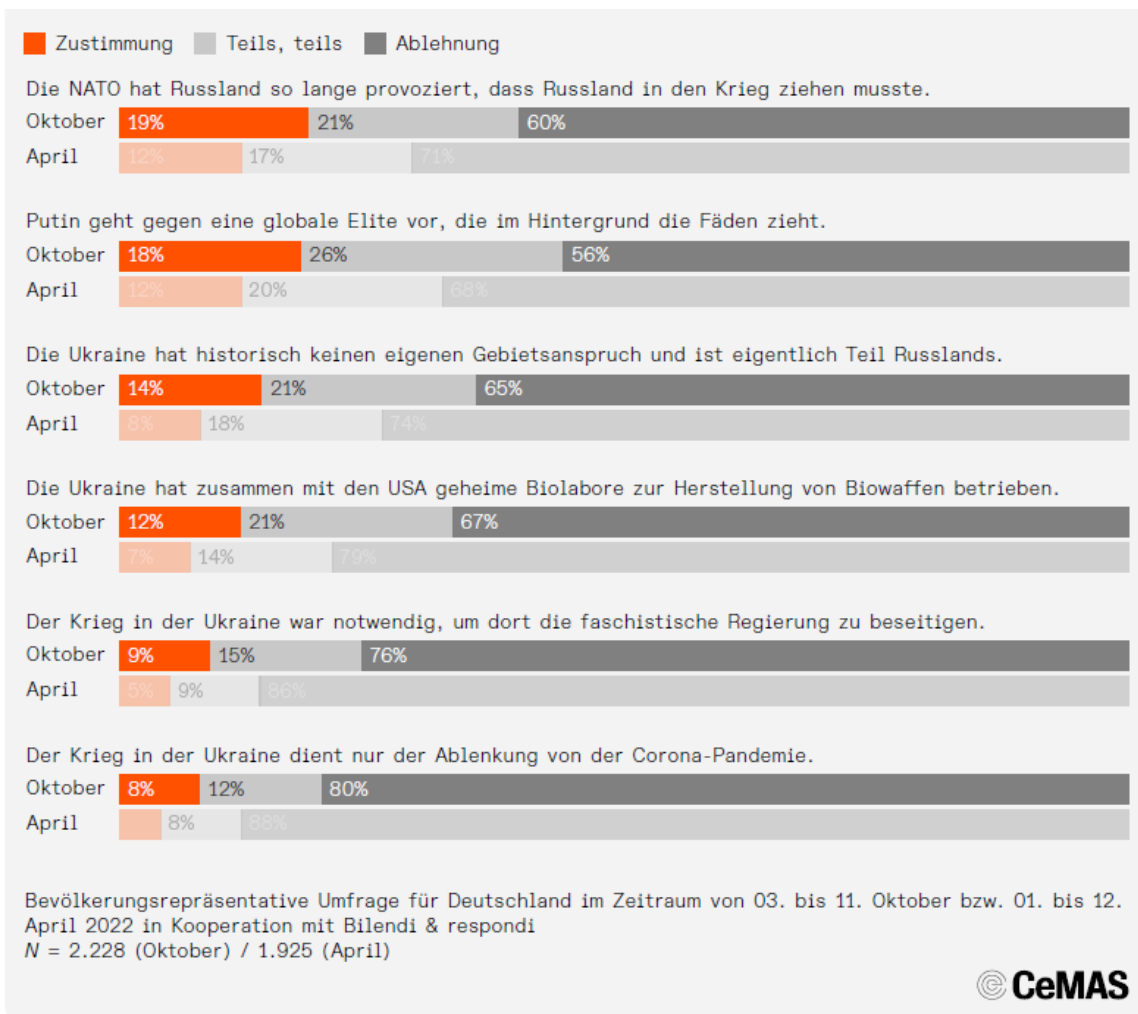 Zustimmung Teils, teils Ablehnung
Die NATO hat Russland so lange provoziert, dass Russland in den Krieg ziehen musste.
Oktober 19% 21% 60%
April 12% 17% 71%
Putin geht gegen eine globale Elite vor, die im Hintergrund die Fäden zieht.
Oktober 18% 26% 56%
April 12% 20% 68%
Die Ukraine hat historisch keinen eigenen Gebietsanspruch und ist eigentlich Teil Russlands.
Oktober 14% 21% 65%
April 8% 18% 74%
Die Ukraine hat zusammen mit den USA geheime Biolabore zur Herstellung von Biowaffen betrieben.
Oktober 12% 21% 67%
April 7% 14% 79%
Der Krieg in der Ukraine war notwendig, um dort die faschistische Regierung zu beseitigen.
Oktober 9% 15% 76%
April 5% 9% 86%
Der Krieg in der Ukraine dient nur der Ablenkung von der Corona-Pandemie.
Oktober 8% 12% 80%
April 8% 88%
Bevölkerungsrepräsentative Umfrage für Deutschland im Zeitraum von 03. bis 11. Oktober bzw. 01. bis 12.
April 2022 in Kooperation mit Bilendi & respondi
N = 2.228 (Oktober) / 1.925 (April)
CeMAS